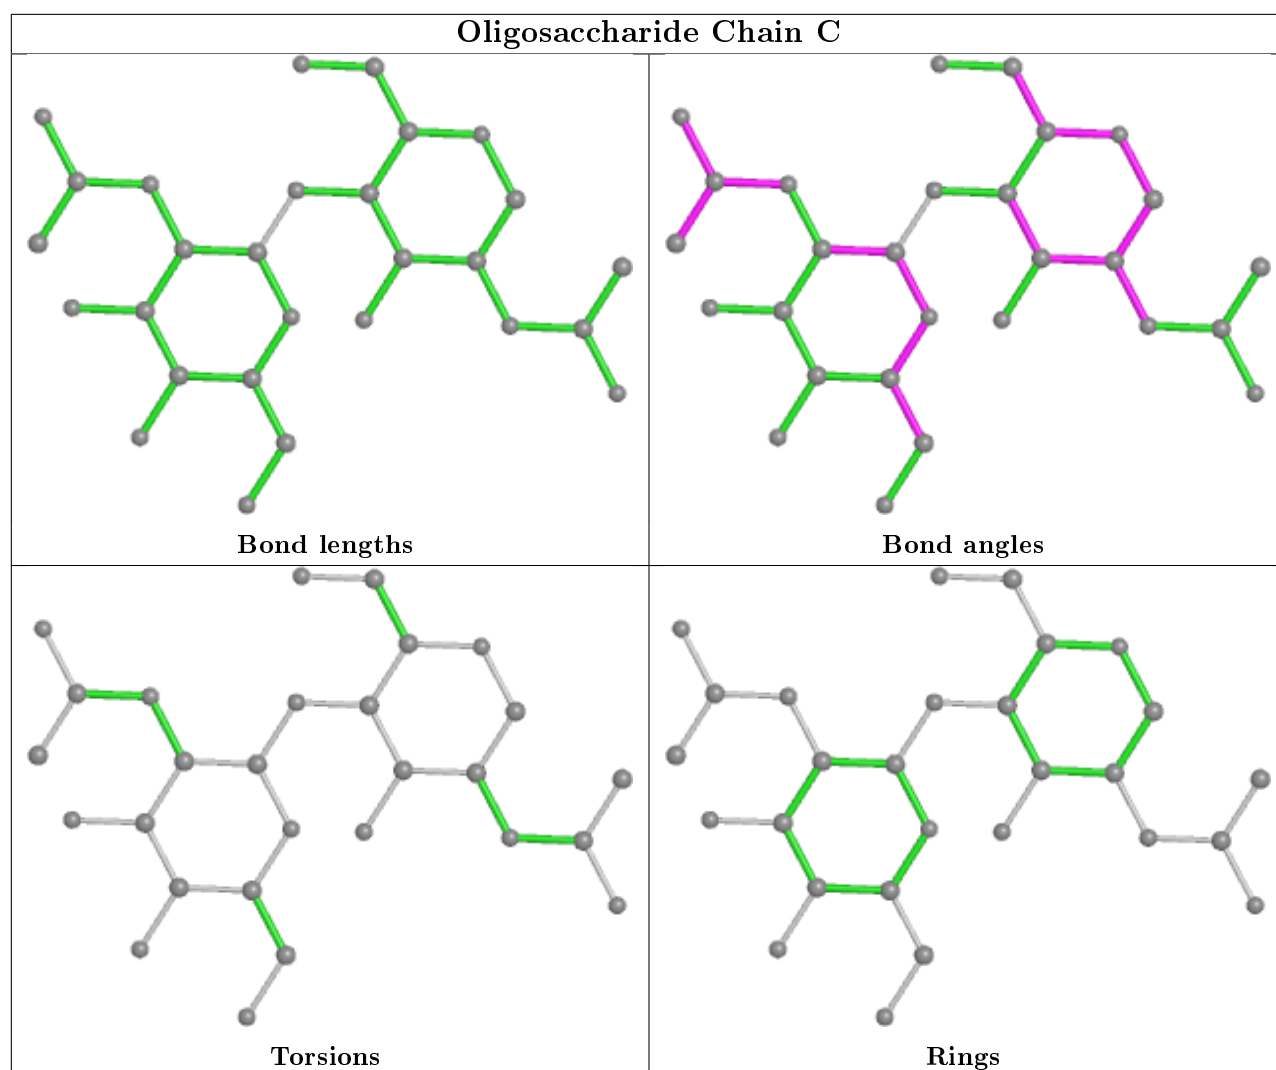 Oligosaccharide Chain C
Bond lengths
Bond angles
Torsions
Rings